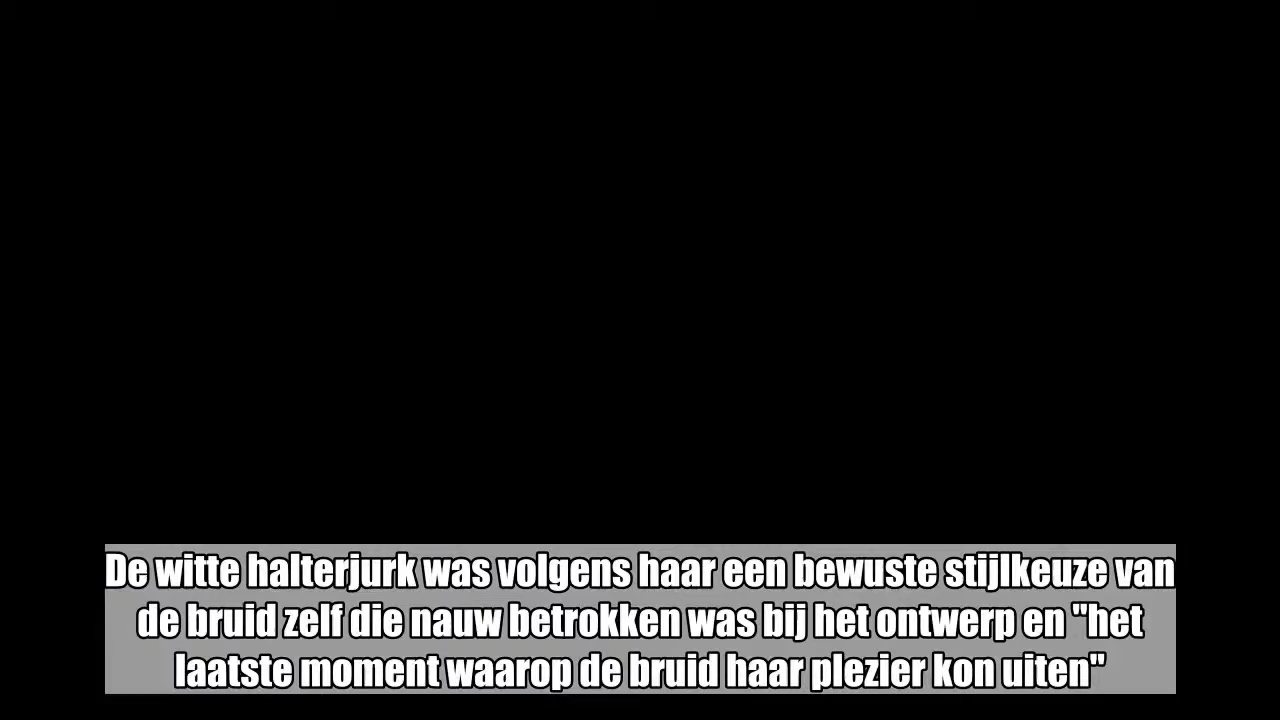 De witte halterjurk was volgens haar een bewuste stijlkeuze van
de bruid zelf die nauw betrokken was bij het ontwerp en "het
laatste moment waarop de bruid haar plezier kon uiten"